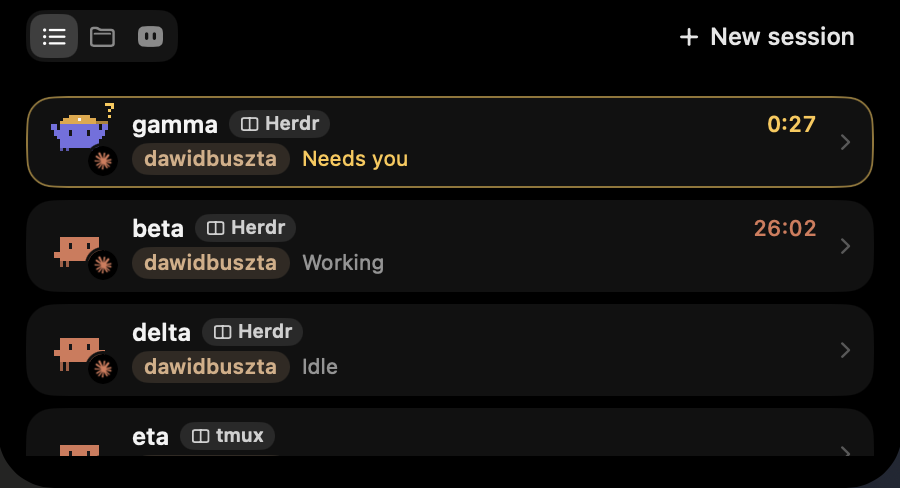 + New session
gamma Herdr 0:27
dawidbuszta Needs you
beta Herdr 26:02
dawidbuszta Working
delta Herdr
dawidbuszta Idle
eta tmux